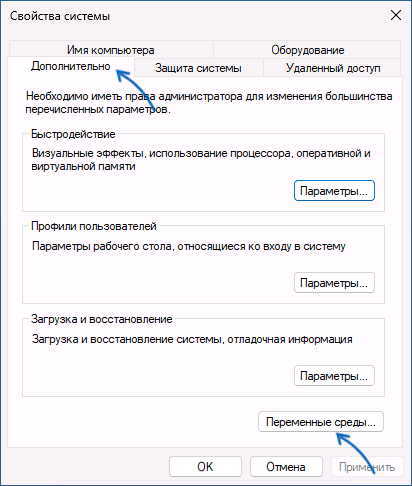 Свойства системы
Имя компьютера
Оборудование
Дополнительно
Защита системы
Удаленный доступ
Необходимо иметь права администратора для изменения большинства
перечисленных параметров.
Быстродействие
Визуальные эффекты, использование процессора, оперативной и
виртуальной памяти
Параметры...
Профили пользователей
Параметры рабочего стола, относящиеся ко входу в систему
Параметры...
Загрузка и восстановление
Загрузка и восстановление системы, отладочная информация
Параметры...
Переменные среды...
ОК
Отмена
Применить